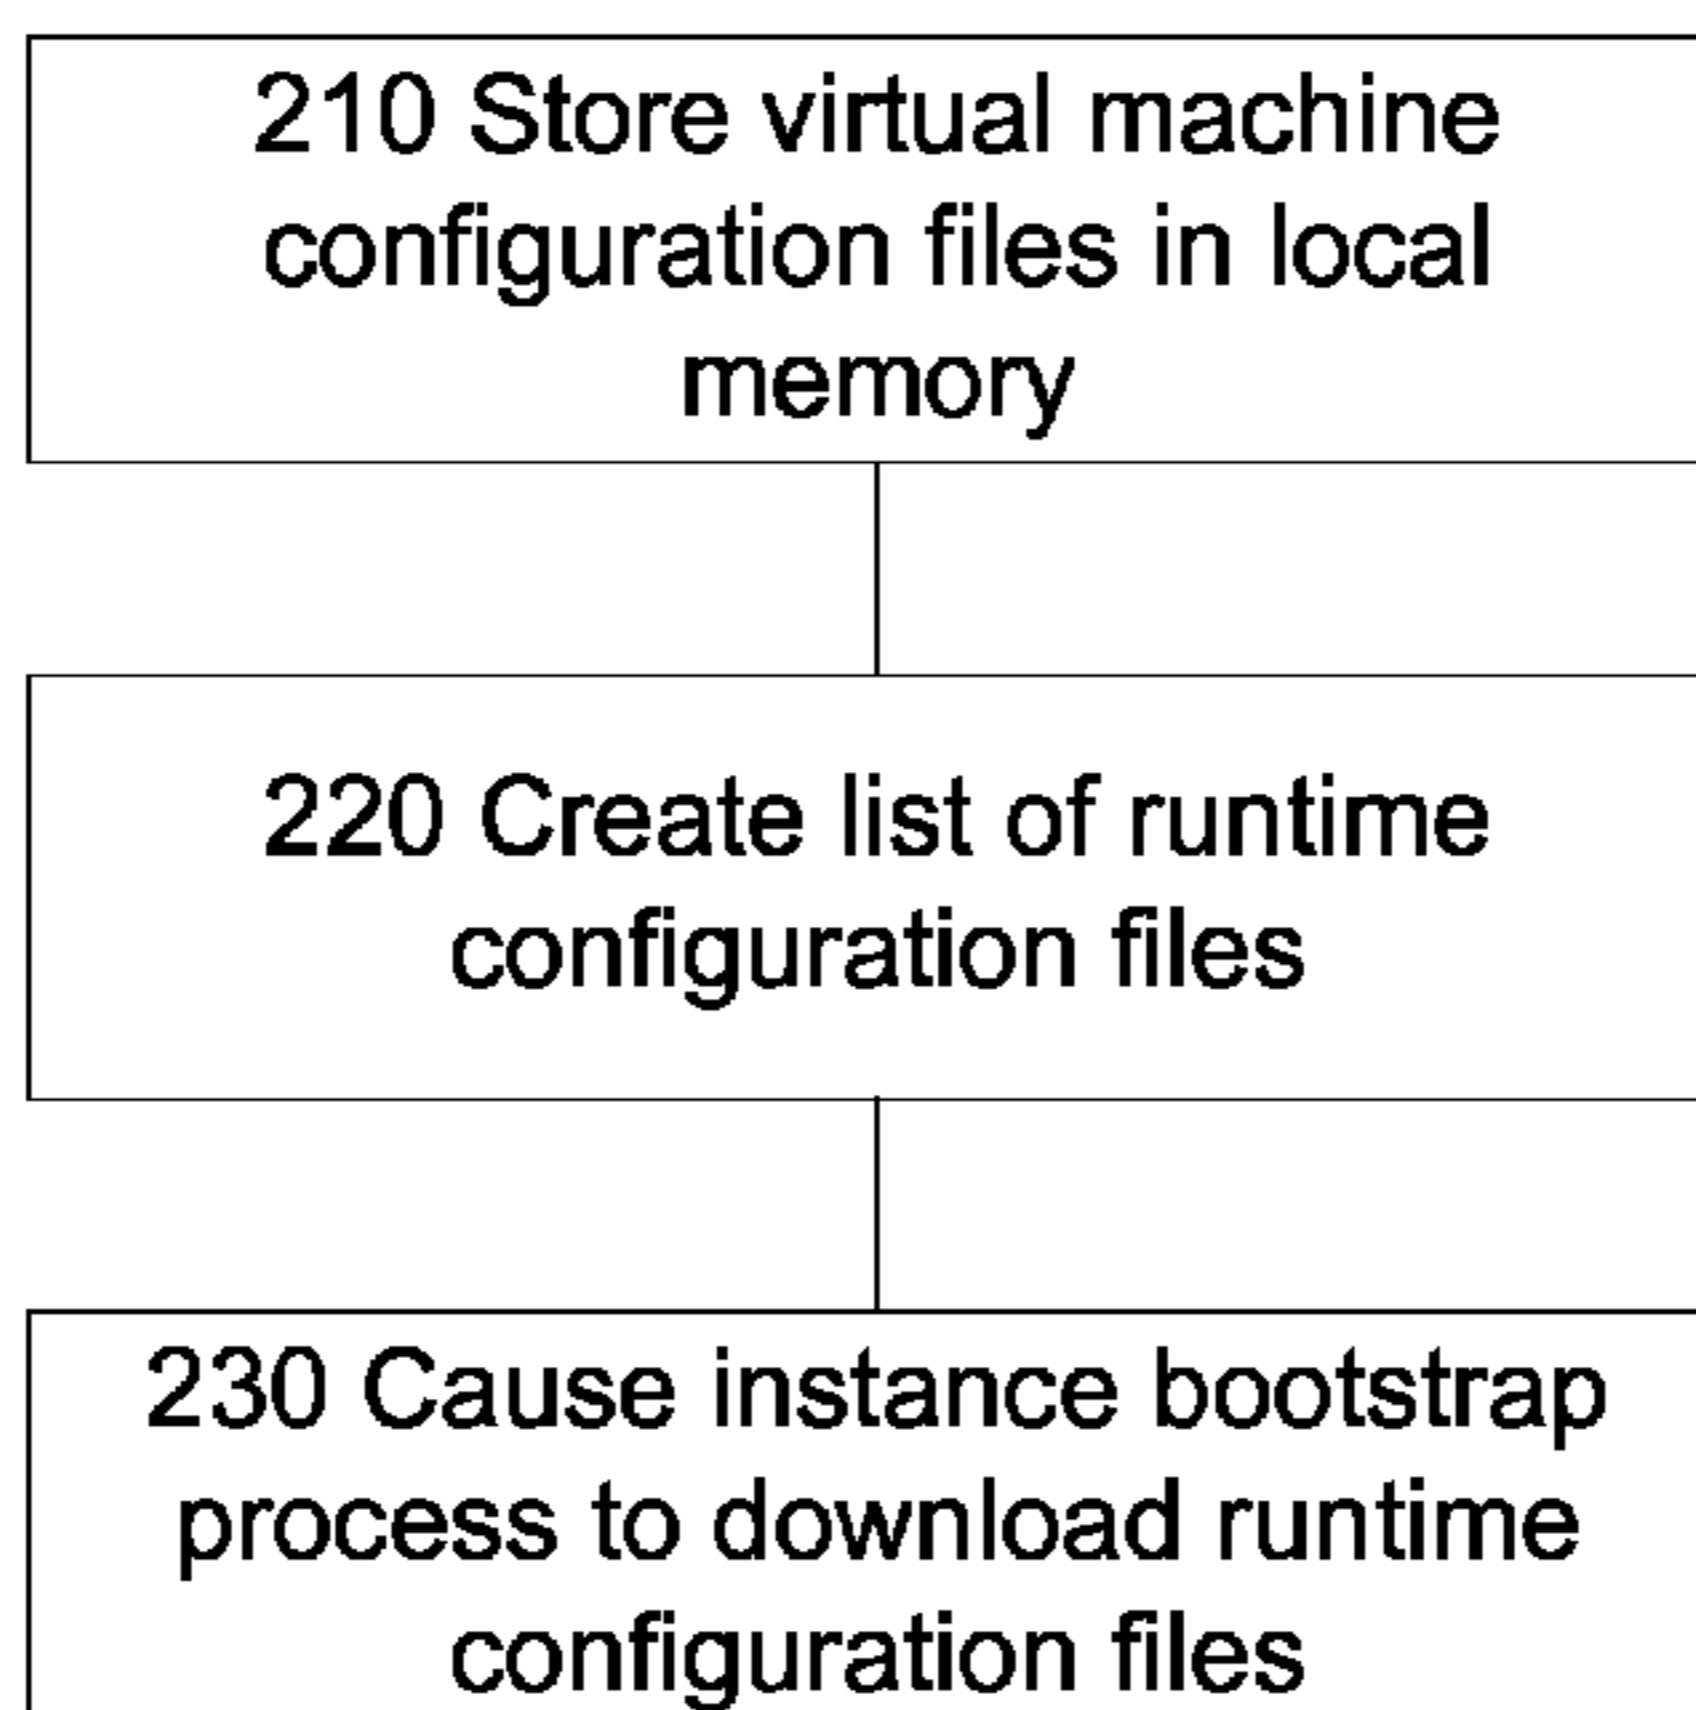 210 Store virtual machine
configuration files in local
memory
220 Create list of runtime
configuration files
230 Cause instance bootstrap
process to download runtime
configuration files